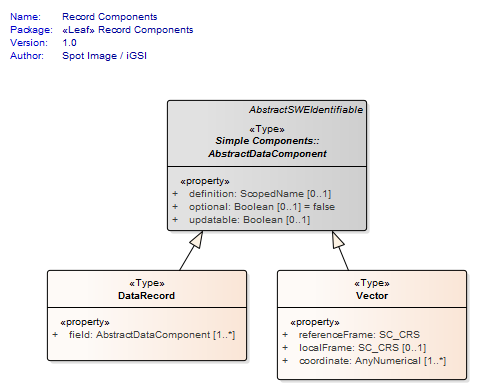 Name: Record Components
Package: «Leaf» Record Components
Version: 1.0
Author: Spot Image / iGSI
AbstractSWEIdentifiable
«Type»
Simple Components::
AbstractDataComponent
«property»
+ definition: ScopedName [0..1]
+ optional: Boolean [0..1] = false
+ updatable: Boolean [0..1]
«Type»
DataRecord
«property»
+ field: AbstractDataComponent [1..*]
«Type»
Vector
«property»
+ referenceFrame: SC_CRS
+ localFrame: SC_CRS [0..1]
+ coordinate: AnyNumerical [1..*]